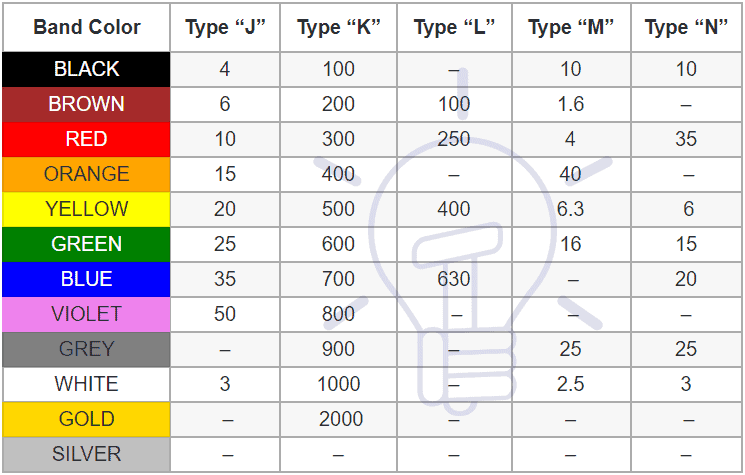 Band Color Type “J” Type “K” Type “L” Type “M” Type “N”
BLACK 4 100 – 10 10
BROWN 6 200 100 1.6 –
RED 10 300 250 4 35
ORANGE 15 400 – 40
YELLOW 20 500 400 6.3 6
GREEN 25 600 16 15
BLUE 35 700 630 – 20
VIOLET 50 800 – – –
GREY – 900 – 25 25
WHITE 3 1000 – 2.5 3
GOLD – 2000 – – –
SILVER – – – – –